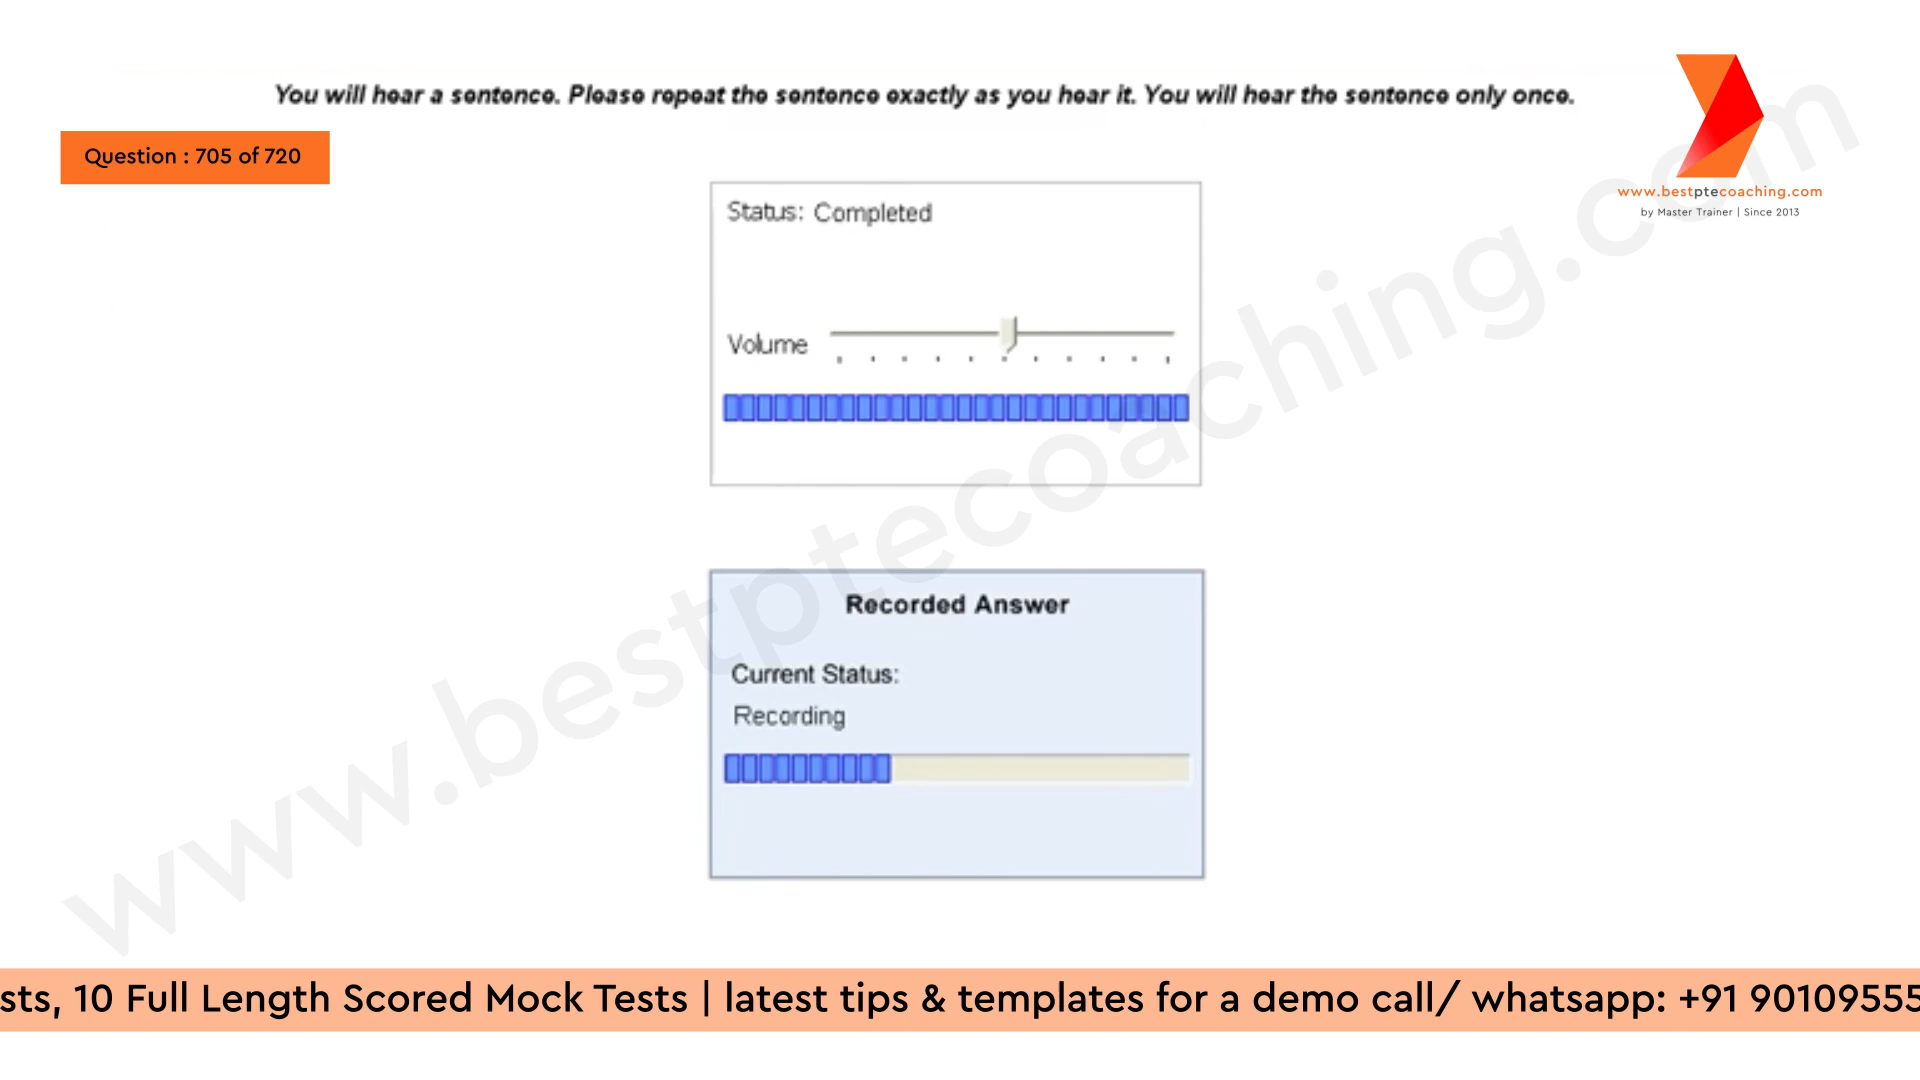 You will hear a sentence. Please repeat the sentence exactly as you hear it. You will hear the sentence only once.
Question : 705 of 720
www.bestptecoaching.com
by Master Trainer | Since 2013
Status: Completed
Volume
www.bestptecoaching.com
Recorded Answer
Current Status:
Recording
sts, 10 Full Length Scored Mock Tests | latest tips & templates for a demo call/ whatsapp: +91 90109555